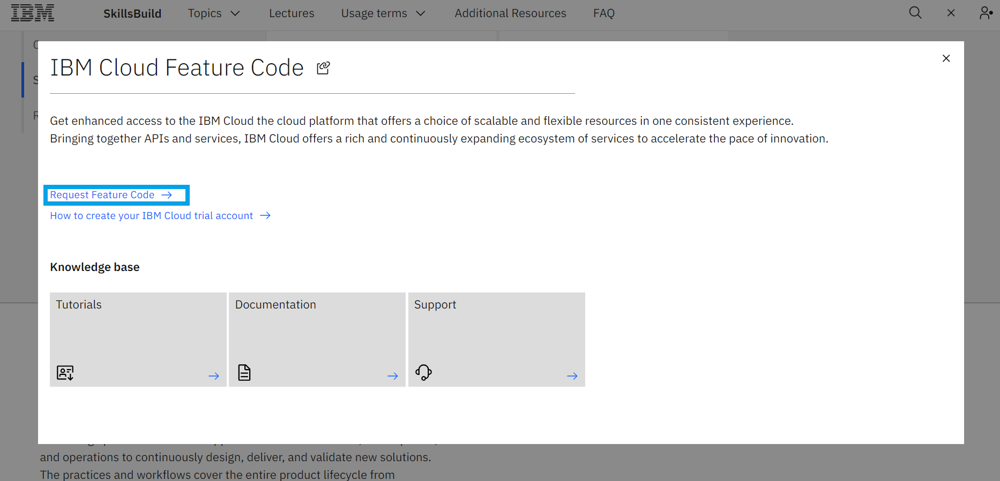 IBM
SkillsBuild
Topics
Lectures
Usage terms
Additional Resources
FAQ
IBM Cloud Feature Code
Get enhanced access to the IBM Cloud the cloud platform that offers a choice of scalable and flexible resources in one consistent experience.
Bringing together APIs and services, IBM Cloud offers a rich and continuously expanding ecosystem of services to accelerate the pace of innovation.
Request Feature Code
How to create your IBM Cloud trial account
Knowledge base
Tutorials
Documentation
Support
and operations to continuously design, deliver, and validate new solutions.
The practices and workflows cover the entire product lifecycle from